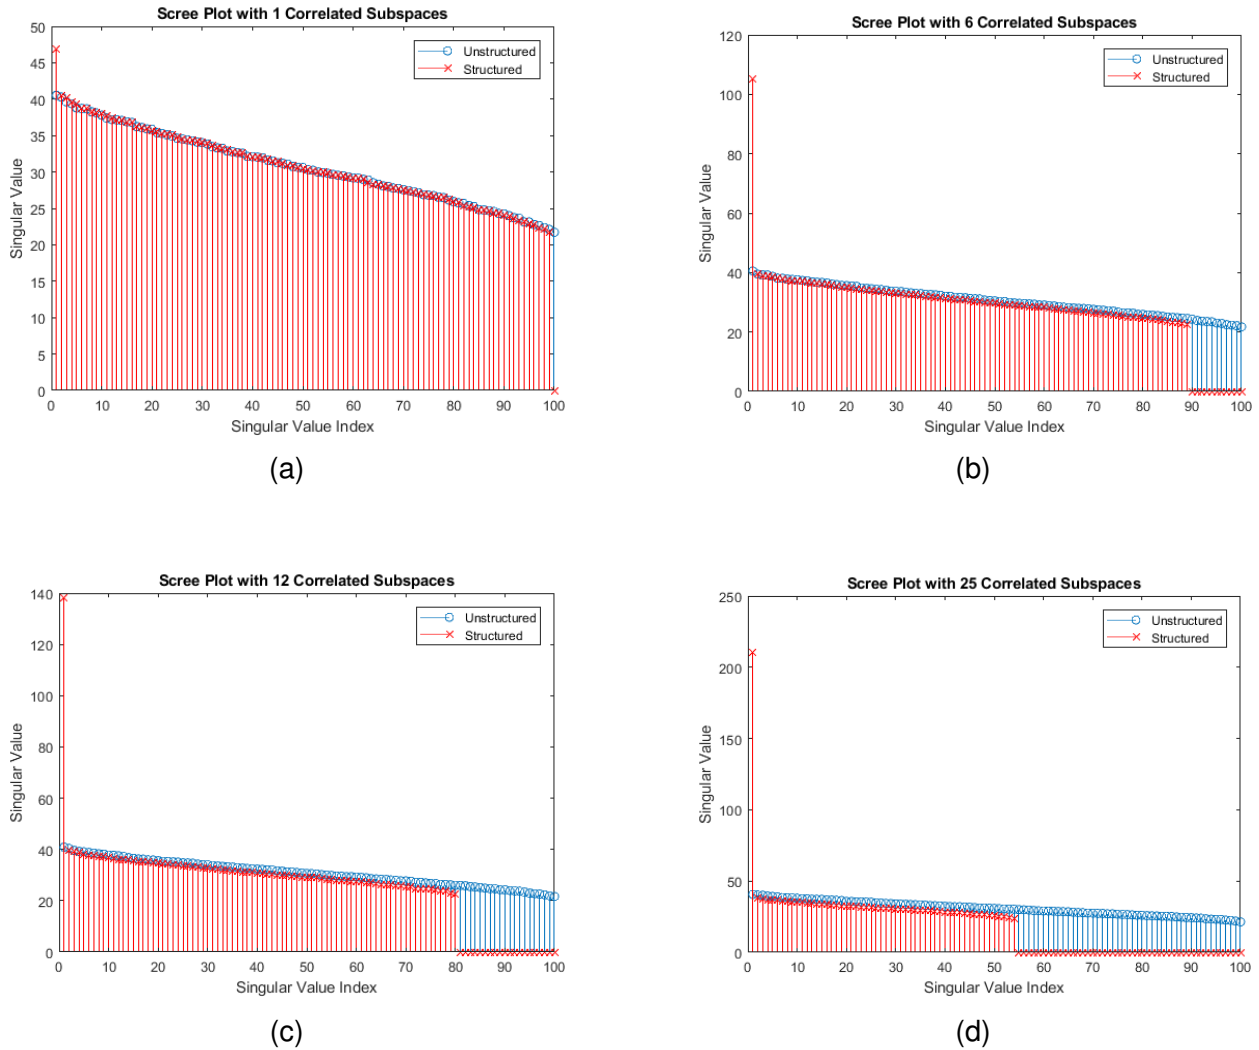 Scree Plot with 1 Correlated Subspaces
50
45
40
35
30
25
20
15
10
5
0
Singular Value
Unstructured
Structured
0 10 20 30 40 50 60 70 80 90 100
Singular Value Index
(a)
Scree Plot with 6 Correlated Subspaces
120
100
80
60
40
20
0
Singular Value
Unstructured
Structured
0 10 20 30 40 50 60 70 80 90 100
Singular Value Index
(b)
Scree Plot with 12 Correlated Subspaces
140
120
100
80
60
40
20
0
Singular Value
Unstructured
Structured
0 10 20 30 40 50 60 70 80 90 100
Singular Value Index
(c)
Scree Plot with 25 Correlated Subspaces
250
200
150
100
50
0
Singular Value
Unstructured
Structured
0 10 20 30 40 50 60 70 80 90 100
Singular Value Index
(d)